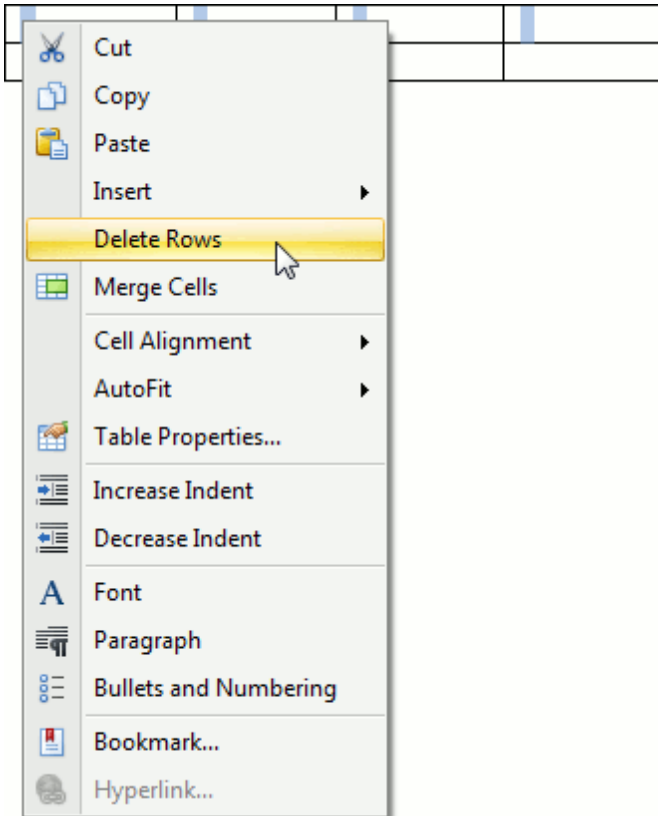 Cut
Copy
Paste
Insert
Delete Rows
Merge Cells
Cell Alignment
AutoFit
Table Properties...
Increase Indent
Decrease Indent
Font
Paragraph
Bullets and Numbering
Bookmark...
Hyperlink...